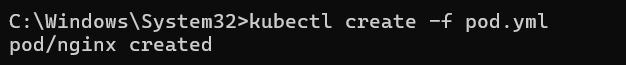 C:\Windows\System32>kubectl create -f pod.yml
pod/nginx created